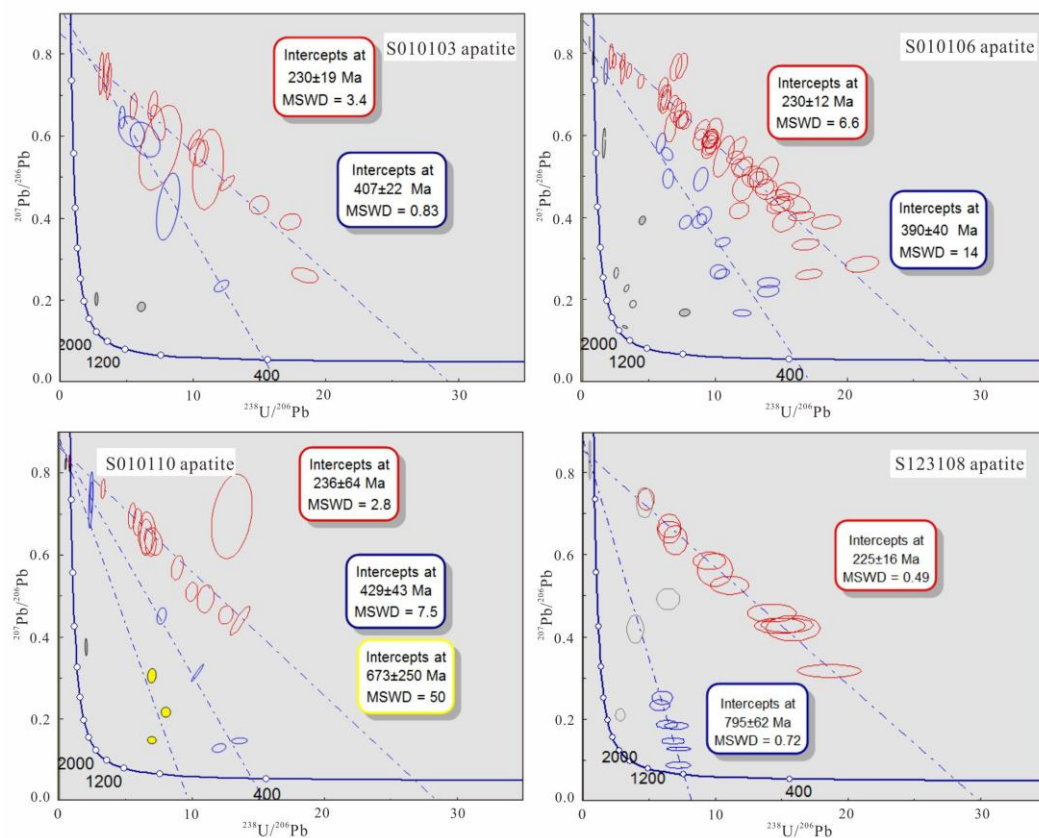 S010103 apatite
Intercepts at
230±19 Ma
MSWD = 3.4
Intercepts at
407±22 Ma
MSWD = 0.83
0.8
0.6
0.4
0.2
0.0
²⁰⁷Pb/²⁰⁶Pb
2000
1200
400
0
10
20
30
²³⁸U/²⁰⁶Pb
S010106 apatite
Intercepts at
230±12 Ma
MSWD = 6.6
Intercepts at
390±40 Ma
MSWD = 14
0.8
0.6
0.4
0.2
0.0
²⁰⁷Pb/²⁰⁶Pb
2000
1200
400
0
10
20
30
²³⁸U/²⁰⁶Pb
S010110 apatite
Intercepts at
236±64 Ma
MSWD = 2.8
Intercepts at
429±43 Ma
MSWD = 7.5
Intercepts at
673±250 Ma
MSWD = 50
0.8
0.6
0.4
0.2
0.0
²⁰⁷Pb/²⁰⁶Pb
2000
1200
400
0
10
20
30
²³⁸U/²⁰⁶Pb
S123108 apatite
Intercepts at
225±16 Ma
MSWD = 0.49
Intercepts at
795±62 Ma
MSWD = 0.72
0.8
0.6
0.4
0.2
0.0
²⁰⁷Pb/²⁰⁶Pb
2000
1200
400
0
10
20
30
²³⁸U/²⁰⁶Pb